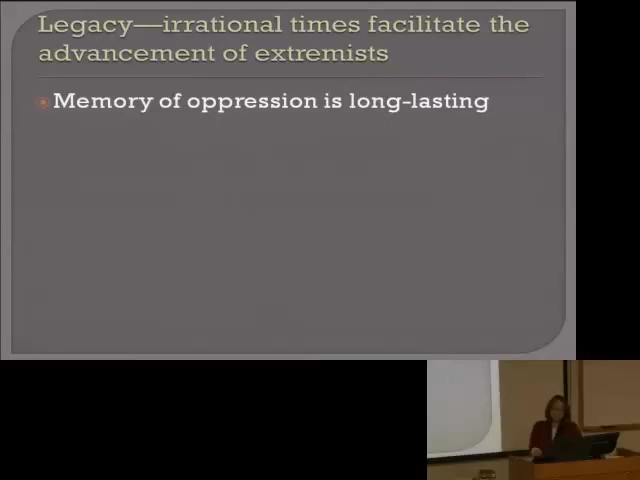 Legacy—irrational times facilitate the
advancement of extremists
Memory of oppression is long-lasting